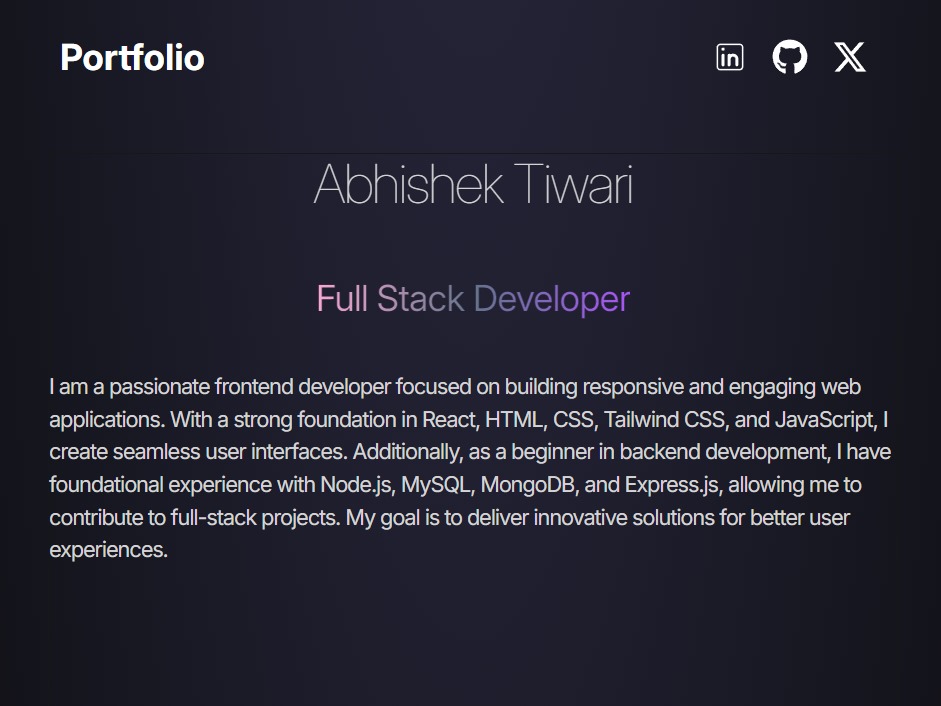 Portfolio
in
Abhishek Tiwari
Full Stack Developer
I am a passionate frontend developer focused on building responsive and engaging web
applications. With a strong foundation in React, HTML, CSS, Tailwind CSS, and JavaScript, I
create seamless user interfaces. Additionally, as a beginner in backend development, I have
foundational experience with Node.js, MySQL, MongoDB, and Express.js, allowing me to
contribute to full-stack projects. My goal is to deliver innovative solutions for better user
experiences.